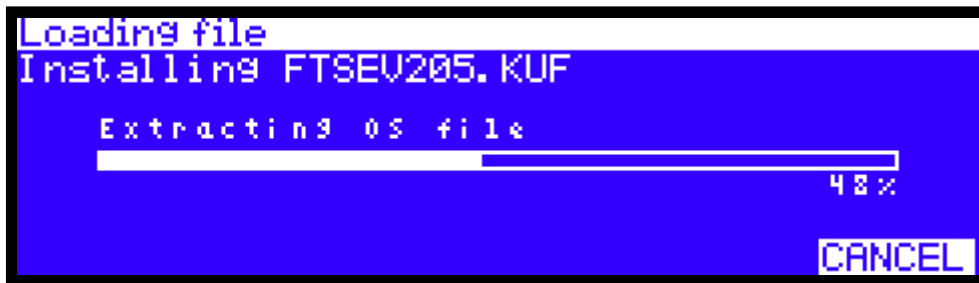 Loading file
Installing FTSEV205.KUF
Extracting OS file
48%
CANCEL